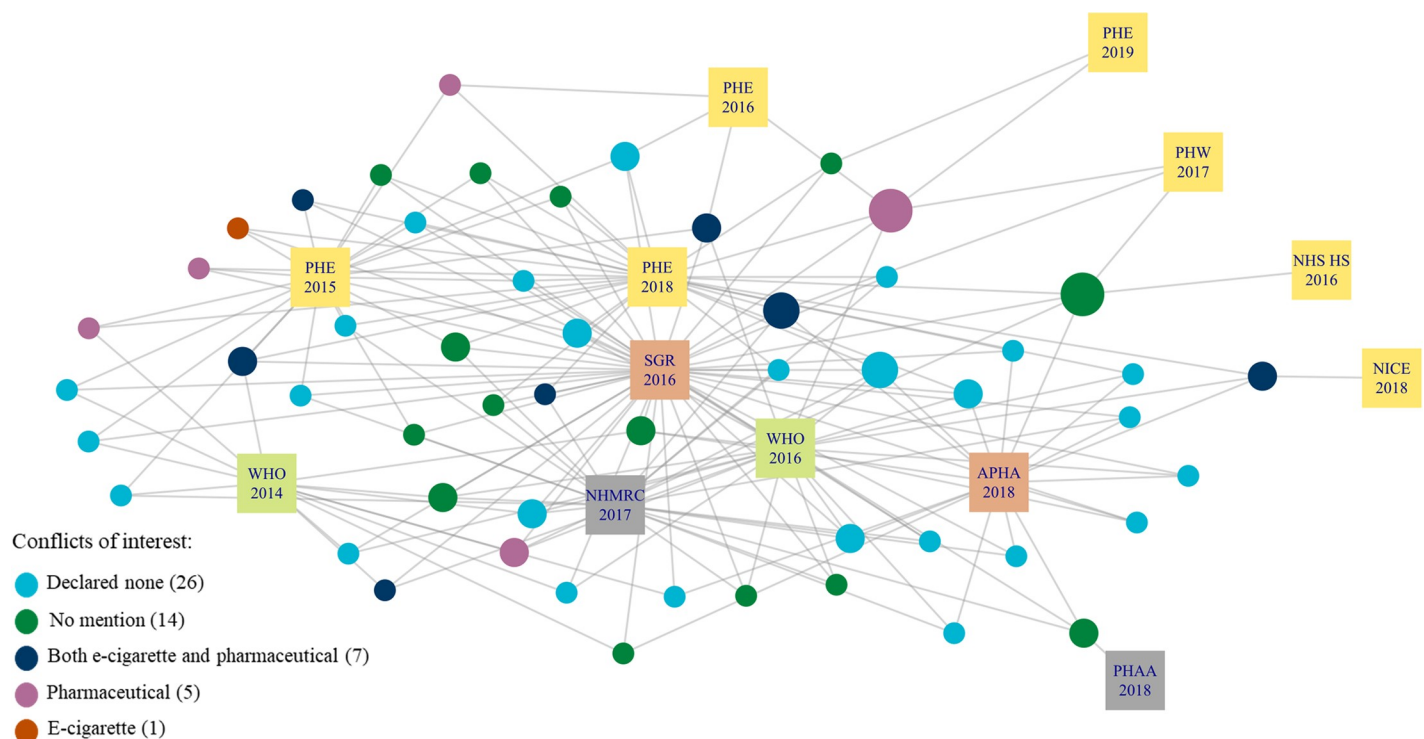 PHE
2019
PHE
2016
PHW
2017
NHS HS
2016
PHE
2015
PHE
2018
SGR
2016
NICE
2018
WHO
2016
WHO
2014
APHA
2018
NHMRC
2017
PHAA
2018
Conflicts of interest:
Declared none (26)
No mention (14)
Both e-cigarette and pharmaceutical (7)
Pharmaceutical (5)
E-cigarette (1)